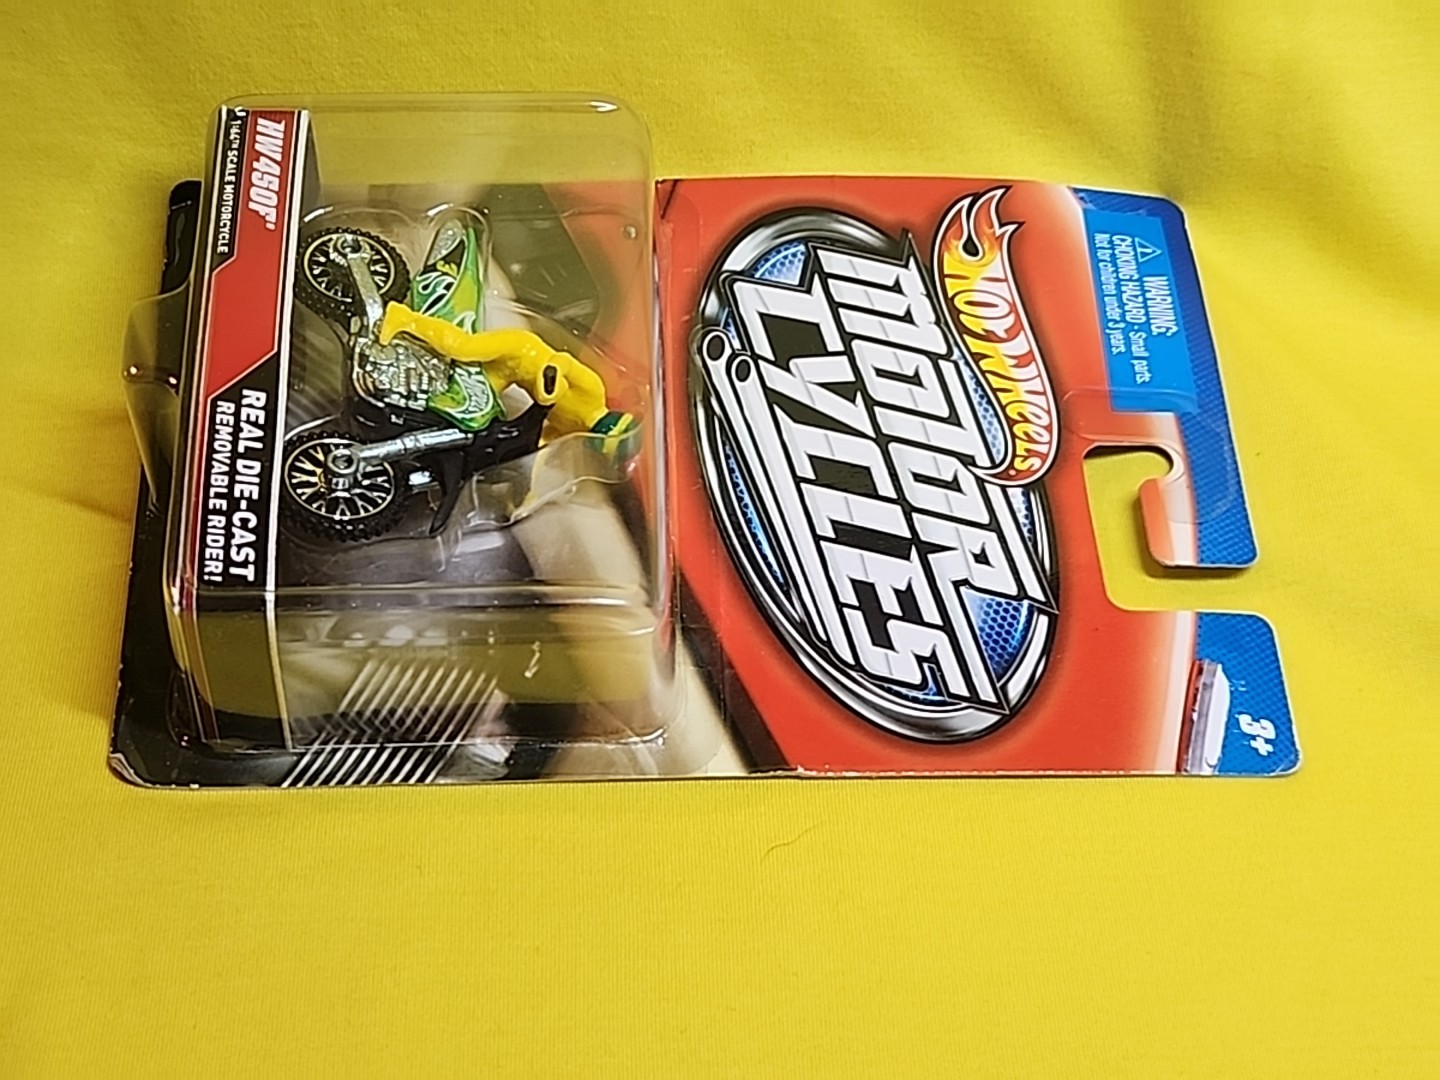 WARNING:
CHOKING HAZARD - Small parts.
Not for children under 3 years.
3+
Hot Wheels
MOTOR
CYCLES
HW450F
1:64TH SCALE MOTORCYCLE
REAL DIE-CAST
REMOVABLE RIDER!